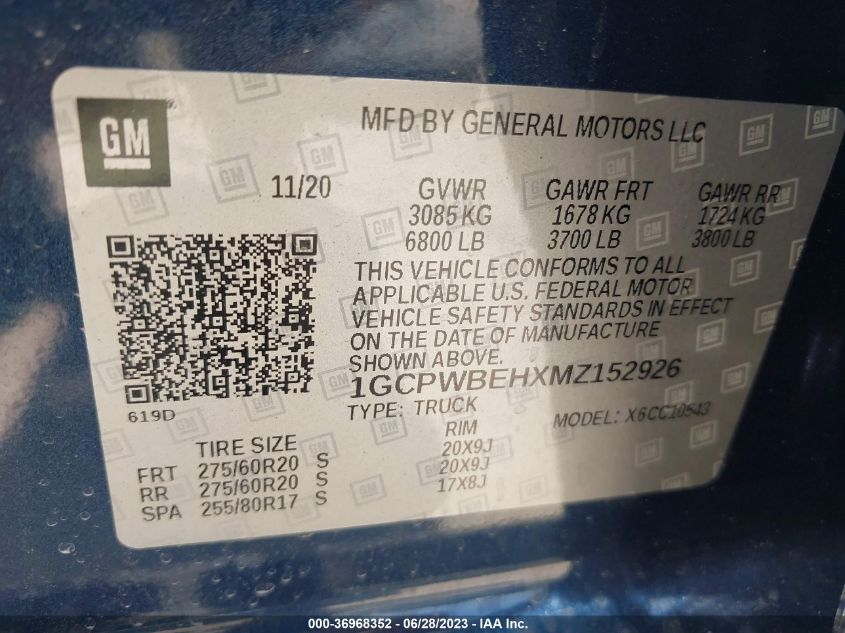 GM
MFD BY GENERAL MOTORS LLC
11/20 GVWR GAWR FRT GAWR RR
3085 KG 1678 KG 1724 KG
6800 LB 3700 LB 3800 LB
THIS VEHICLE CONFORMS TO ALL
APPLICABLE U.S. FEDERAL MOTOR
VEHICLE SAFETY STANDARDS IN EFFECT
ON THE DATE OF MANUFACTURE
SHOWN ABOVE.
1GCPWBEHXMZ152926
619D
TYPE: TRUCK MODEL: X6CC10543
TIRE SIZE RIM
FRT 275/60R20 S 20X9J
RR 275/60R20 S 20X9J
SPA 255/80R17 S 17X8J
000-36968352 - 06/28/2023 - IAA Inc.